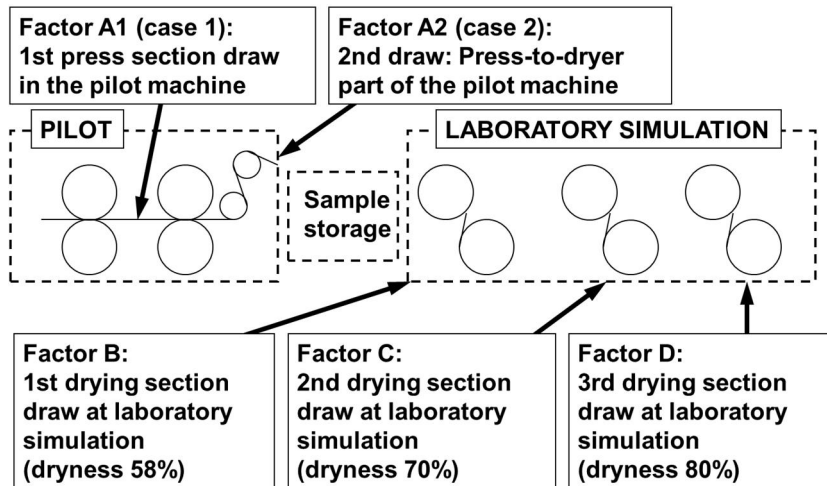 Factor A1 (case 1):
1st press section draw
in the pilot machine
Factor A2 (case 2):
2nd draw: Press-to-dryer
part of the pilot machine
PILOT
LABORATORY SIMULATION
Sample
storage
Factor B:
1st drying section
draw at laboratory
simulation
(dryness 58%)
Factor C:
2nd drying section
draw at laboratory
simulation
(dryness 70%)
Factor D:
3rd drying section
draw at laboratory
simulation
(dryness 80%)